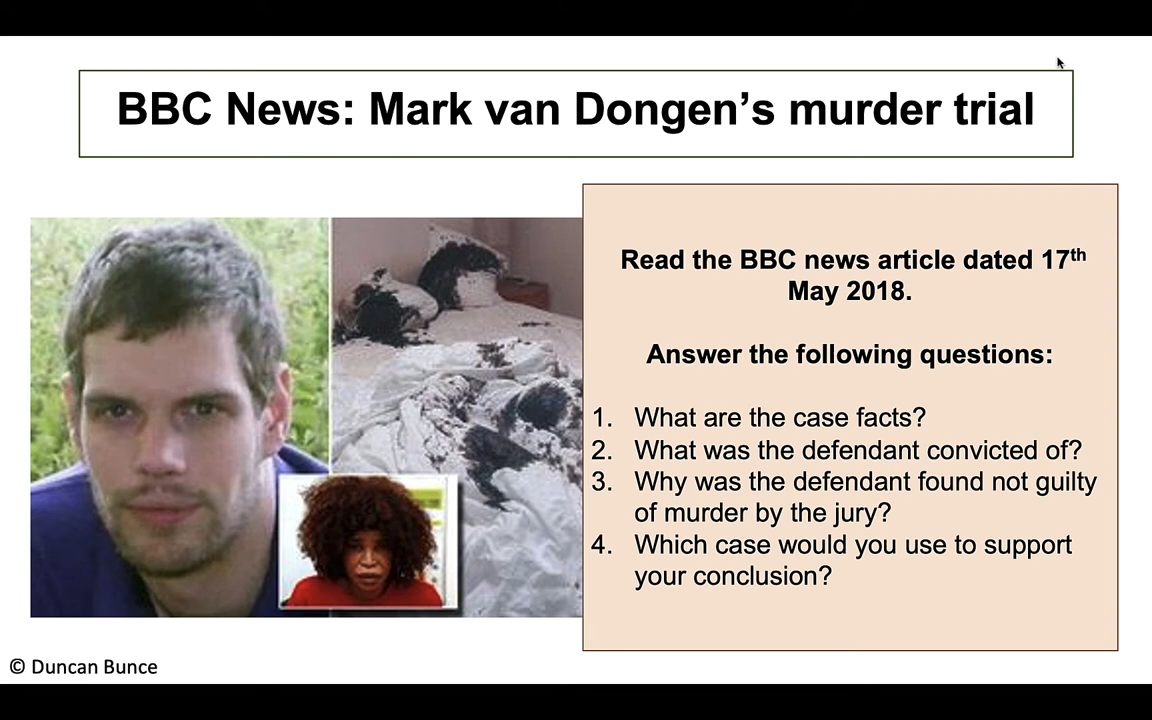 BBC News: Mark van Dongen’s murder trial
Read the BBC news article dated 17th
May 2018.
Answer the following questions:
1. What are the case facts?
2. What was the defendant convicted of?
3. Why was the defendant found not guilty
of murder by the jury?
4. Which case would you use to support
your conclusion?
© Duncan Bunce